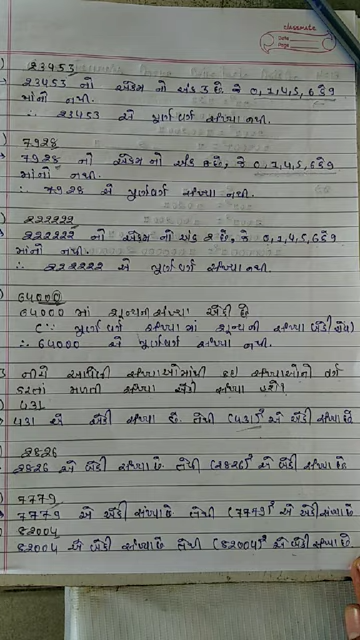 classmate
Date
Page
23453
23453 નો એકમ નો અંક 3 છે. જે 0,1,4,5,6 કે 9
માંનો નથી.
∴ 23453 એ પૂર્ણવર્ગ સંખ્યા નથી.
7928
7928 નો એકમ નો અંક 8 છે, જે 0,1,4,5,6 કે 9
માંનો નથી.
∴ 7928 એ પૂર્ણવર્ગ સંખ્યા નથી.
222222
222222 નો એકમ નો અંક 2 છે, જે 0,1,4,5,6 કે 9
માંનો નથી.
∴ 222222 એ પૂર્ણવર્ગ સંખ્યા નથી.
64000
64000 માં શૂન્યની સંખ્યા એકી છે
(∵ પૂર્ણ વર્ગ સંખ્યા માં શૂન્ય ની સંખ્યા બેકી હોય)
∴ 64000 એ પૂર્ણવર્ગ સંખ્યા નથી.
નીચે આપેલી સંખ્યાઓમાંથી કઇ સંખ્યાઓનો વર્ગ
કરતાં મળતી સંખ્યા એકી સંખ્યા હશે?
431
431 એ એકી સંખ્યા છે. તેથી (431)² એ એકી સંખ્યા છે
2826
2826 એ બેકી સંખ્યા છે તેથી (2826)² એ બેકી સંખ્યા છે
7779
7779 એ એકી સંખ્યા છે તેથી (7779)² એ એકી સંખ્યા છે
82004
82004 એ બેકી સંખ્યા છે તેથી (82004)² એ બેકી સંખ્યા છે